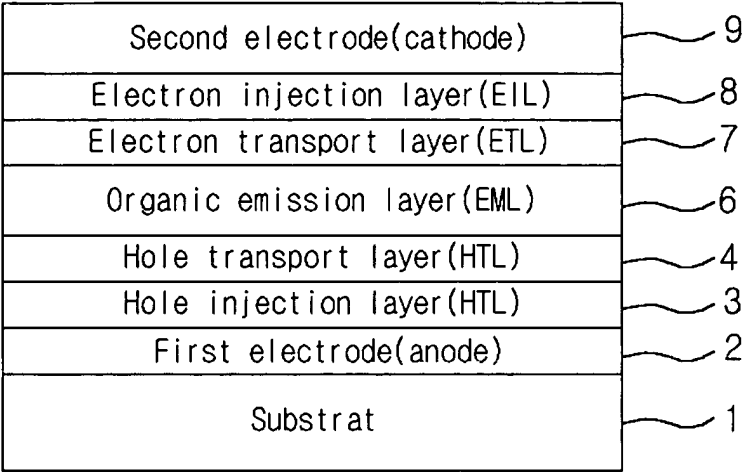 Second electrode(cathode) 9
Electron injection layer(EIL) 8
Electron transport layer(ETL) 7
Organic emission layer(EML) 6
Hole transport layer(HTL) 4
Hole injection layer(HTL) 3
First electrode(anode) 2
Substrat 1